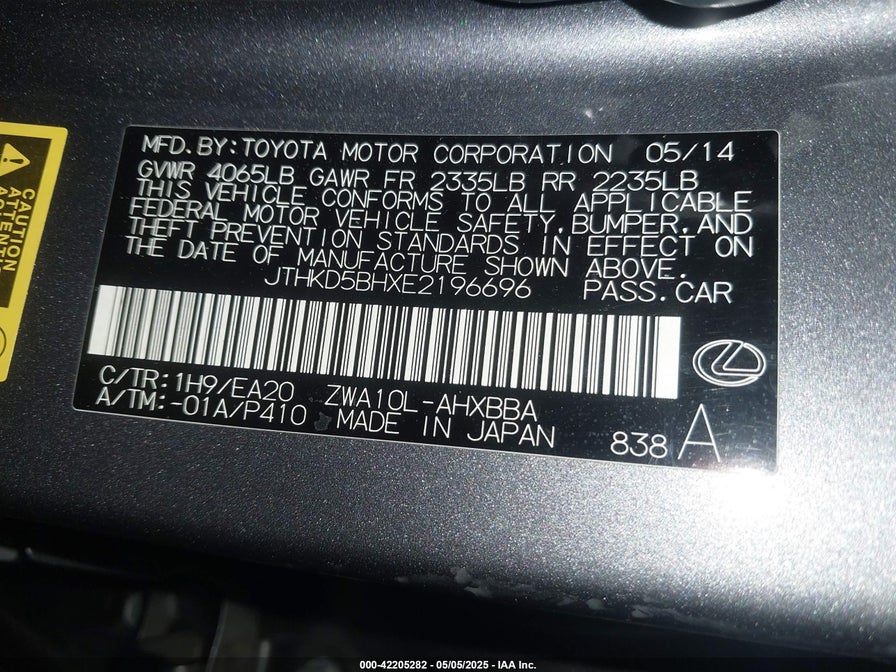 MFD.BY:TOYOTA MOTOR CORPORATION 05/14
GVWR 4065LB GAWR FR 2335LB RR 2235LB
THIS VEHICLE CONFORMS TO ALL APPLICABLE
FEDERAL MOTOR VEHICLE SAFETY,BUMPER,AND
THEFT PREVENTION STANDARDS IN EFFECT ON
THE DATE OF MANUFACTURE SHOWN ABOVE.
JTHKD5BHXE2196696 PASS.CAR
C/TR:1H9/EA20 ZWA10L-AHXBBA
A/TM:-01A/P410 MADE IN JAPAN
838 A
CAUTION
ATTENTION
000-42205282 - 05/05/2025 - IAA Inc.